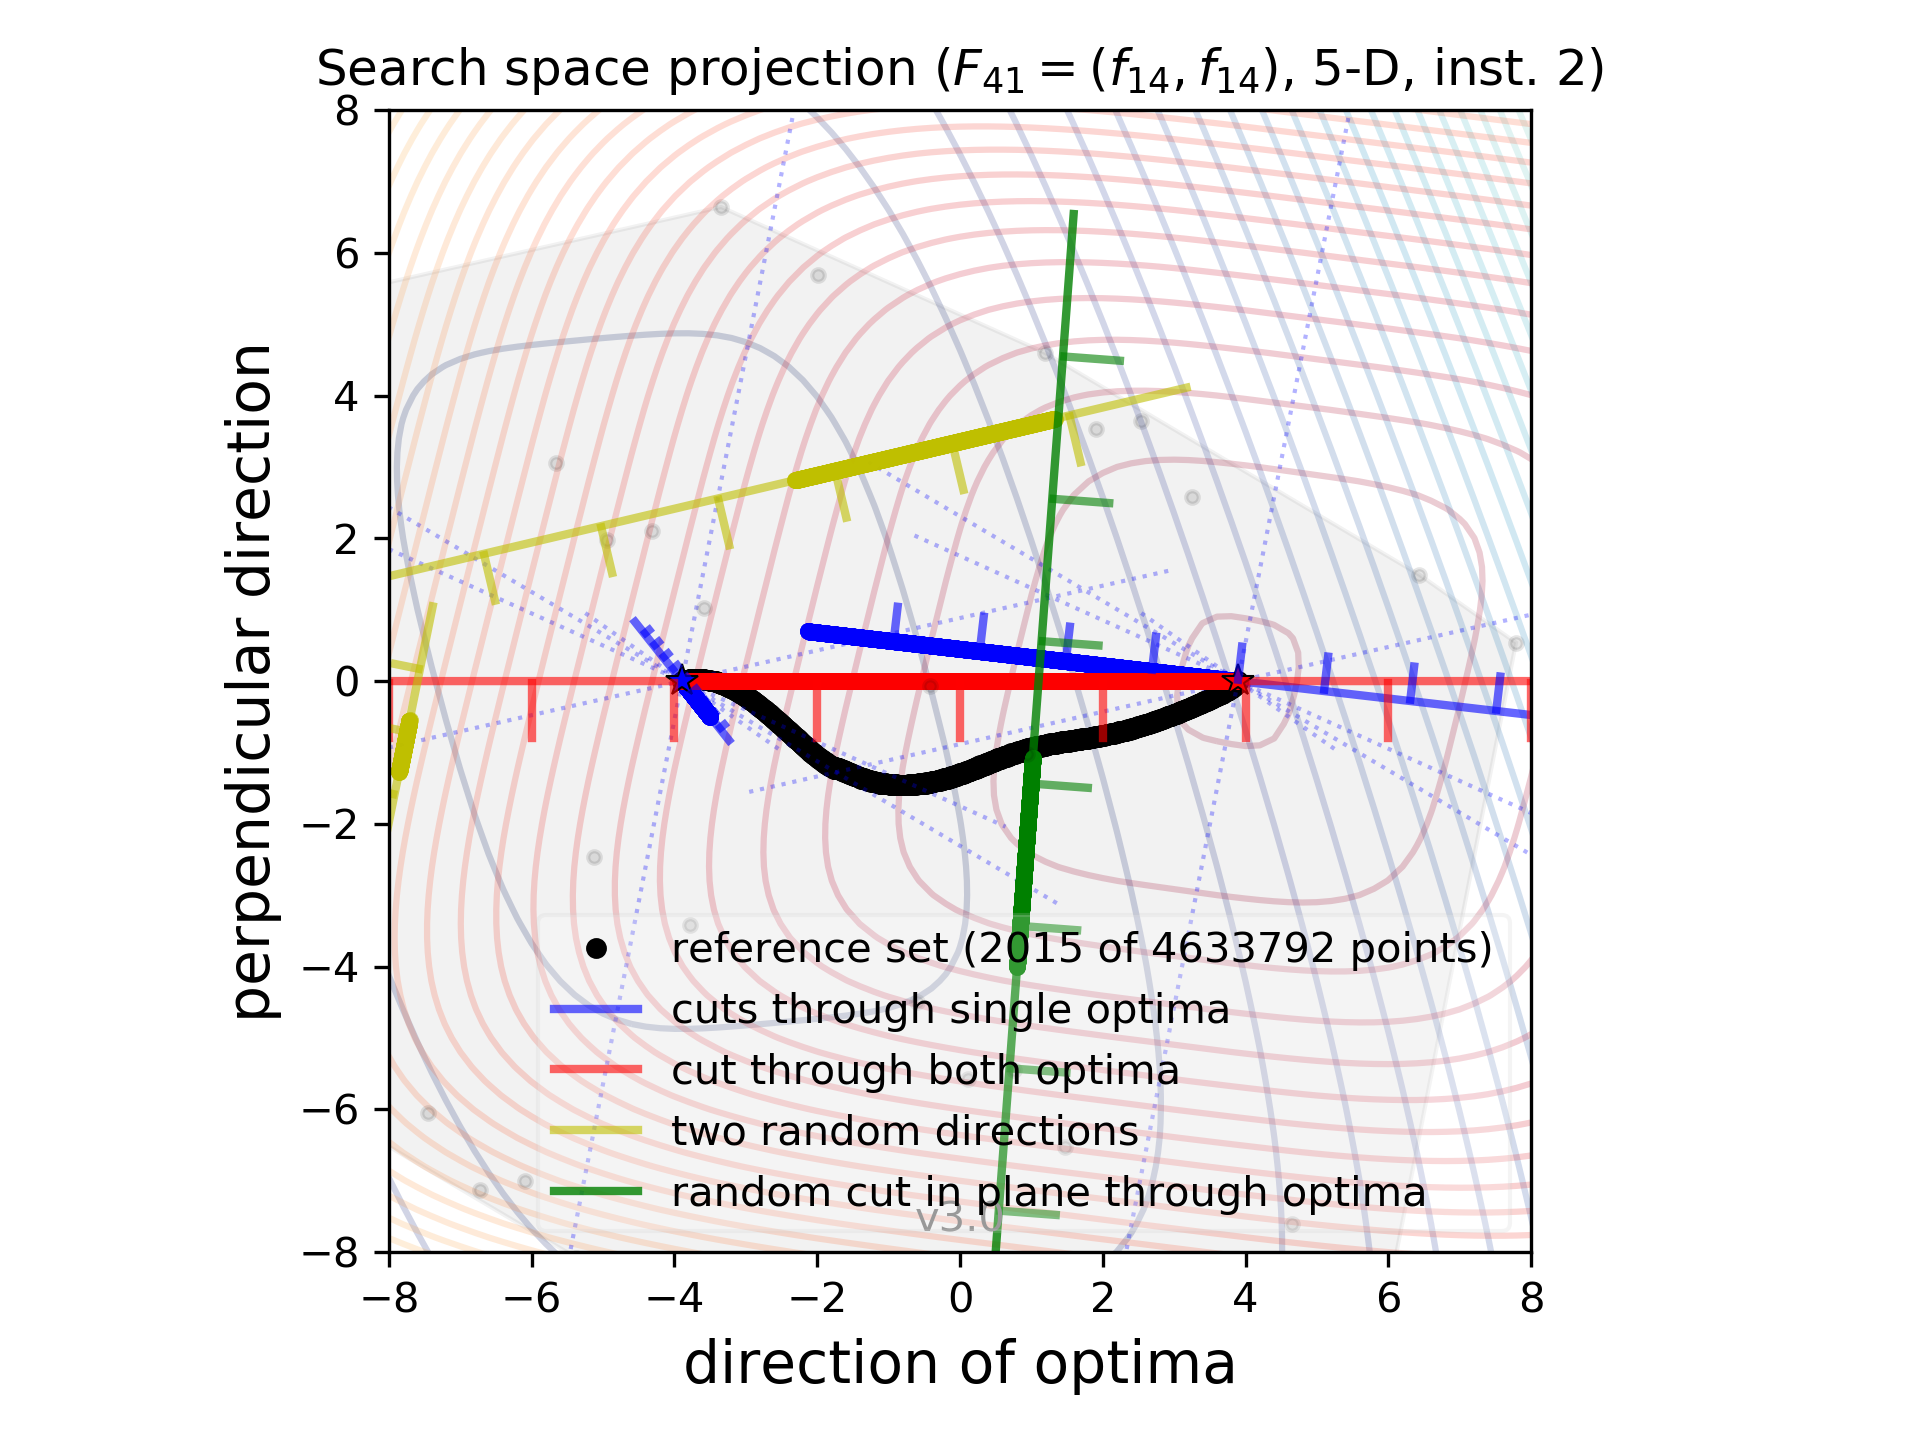 Search space projection (F₄₁ = (f₁₄, f₁₄), 5-D, inst. 2)
perpendicular direction
8
6
4
2
0
−2
−4
−6
−8
reference set (2015 of 4633792 points)
cuts through single optima
cut through both optima
two random directions
random cut in plane through optima
v3.0
−8 −6 −4 −2 0 2 4 6 8
direction of optima